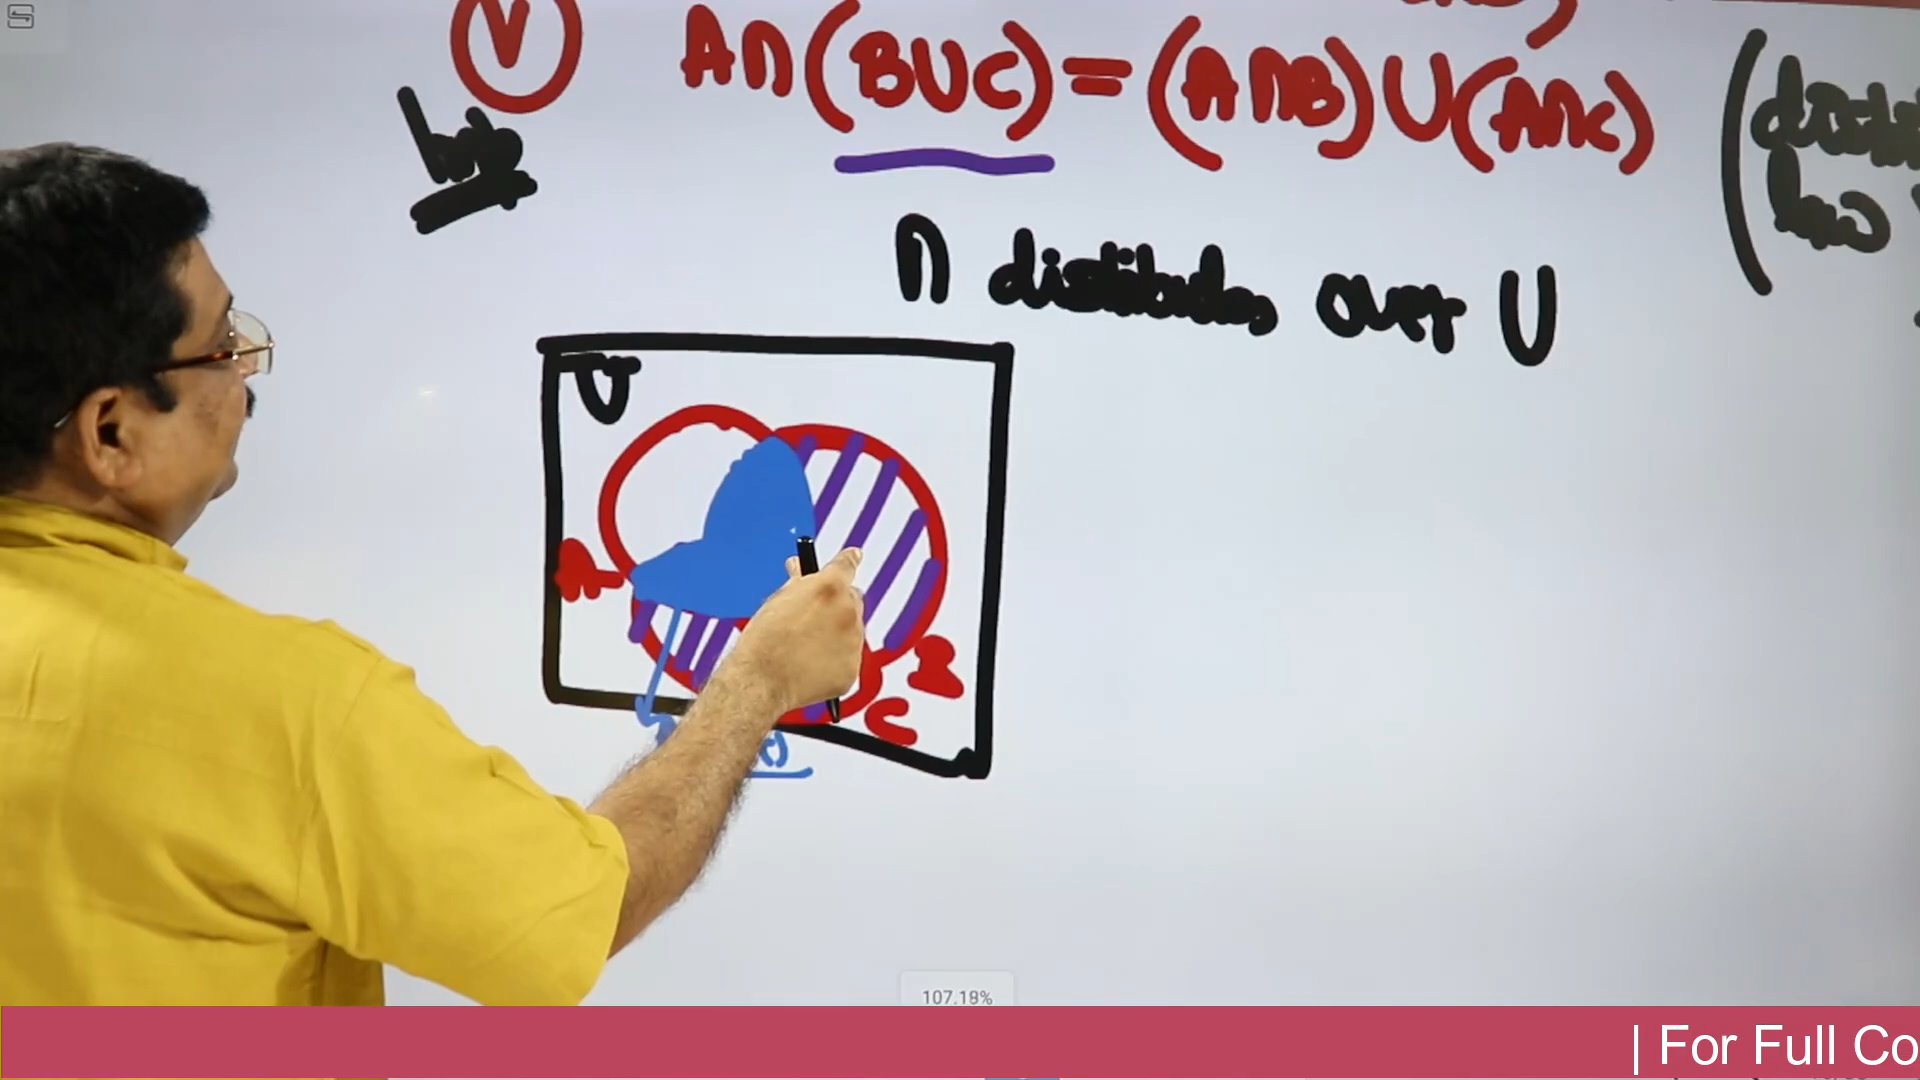 V A∩(B∪C)=(A∩B)∪(A∩C)
∩ distributes over ∪
U
A
B
C
107.18%
| For Full Co